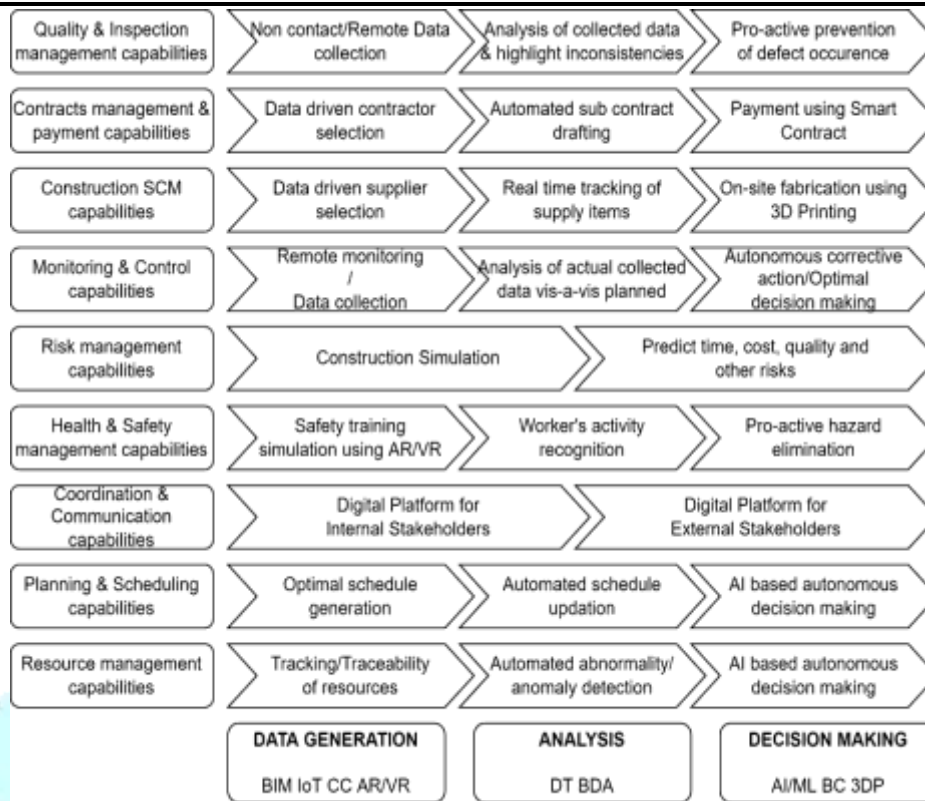 Quality & Inspection
management capabilities
Non contact/Remote Data
collection
Analysis of collected data
& highlight inconsistencies
Pro-active prevention
of defect occurence
Contracts management &
payment capabilities
Data driven contractor
selection
Automated sub contract
drafting
Payment using Smart
Contract
Construction SCM
capabilities
Data driven supplier
selection
Real time tracking of
supply items
On-site fabrication using
3D Printing
Monitoring & Control
capabilities
Remote monitoring
/
Data collection
Analysis of actual collected
data vis-a-vis planned
Autonomous corrective
action/Optimal
decision making
Risk management
capabilities
Construction Simulation
Predict time, cost, quality and
other risks
Health & Safety
management capabilities
Safety training
simulation using AR/VR
Worker's activity
recognition
Pro-active hazard
elimination
Coordination &
Communication
capabilities
Digital Platform for
Internal Stakeholders
Digital Platform for
External Stakeholders
Planning & Scheduling
capabilities
Optimal schedule
generation
Automated schedule
updation
AI based autonomous
decision making
Resource management
capabilities
Tracking/Traceability
of resources
Automated abnormality/
anomaly detection
AI based autonomous
decision making
DATA GENERATION
BIM IoT CC AR/VR
ANALYSIS
DT BDA
DECISION MAKING
AI/ML BC 3DP